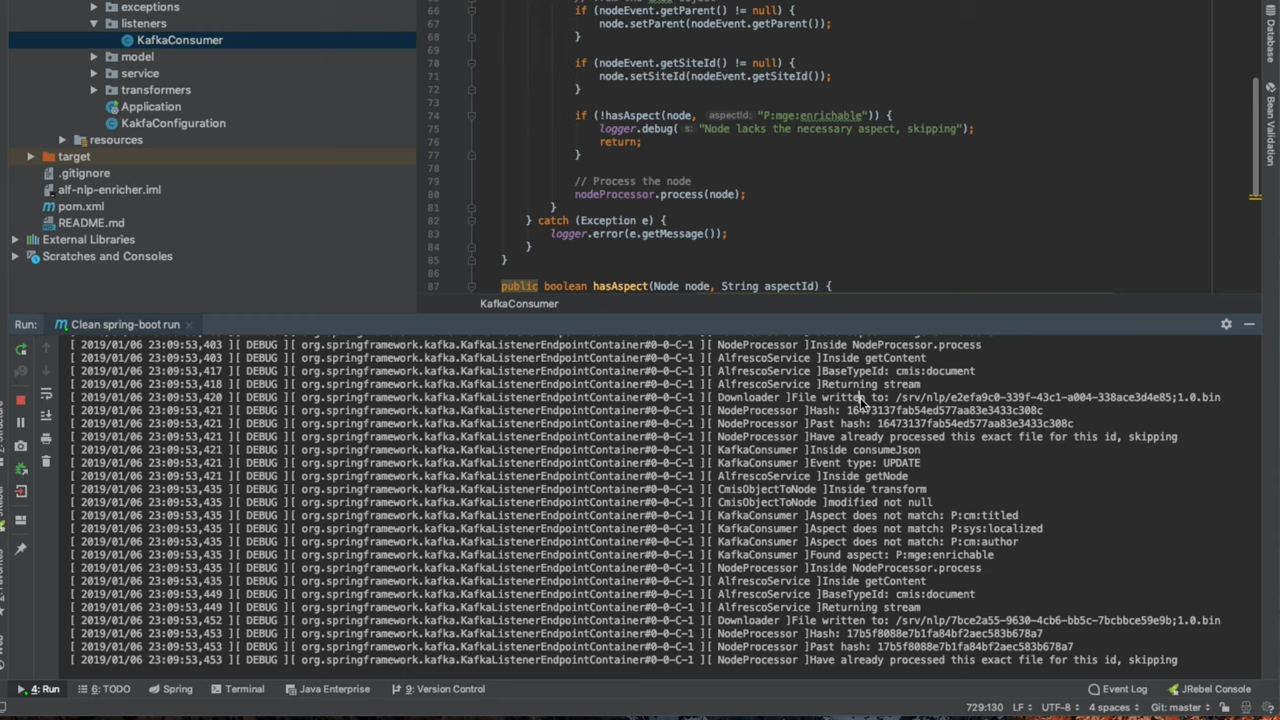 exceptions
listeners
KafkaConsumer
model
service
transformers
Application
KakfaConfiguration
resources
target
.gitignore
alf-nlp-enricher.iml
pom.xml
README.md
External Libraries
Scratches and Consoles
66 if (nodeEvent.getParent() != null) {
67 node.setParent(nodeEvent.getParent());
68 }
69
70 if (nodeEvent.getSiteId() != null) {
71 node.setSiteId(nodeEvent.getSiteId());
72 }
73
74 if (!hasAspect(node, aspectId: "P:mge:enrichable")) {
75 logger.debug( s: "Node lacks the necessary aspect, skipping");
76 return;
77 }
78
79 // Process the node
80 nodeProcessor.process(node);
81 }
82 } catch (Exception e) {
83 logger.error(e.getMessage());
84 }
85 }
86
87 public boolean hasAspect(Node node, String aspectId) {
KafkaConsumer
Database
Bean Validation
Run: Clean spring-boot run
[ 2019/01/06 23:09:53,403 ][ DEBUG ][ org.springframework.kafka.KafkaListenerEndpointContainer#0-0-C-1 ][ NodeProcessor ]Inside NodeProcessor.process
[ 2019/01/06 23:09:53,417 ][ DEBUG ][ org.springframework.kafka.KafkaListenerEndpointContainer#0-0-C-1 ][ AlfrescoService ]Inside getContent
[ 2019/01/06 23:09:53,417 ][ DEBUG ][ org.springframework.kafka.KafkaListenerEndpointContainer#0-0-C-1 ][ AlfrescoService ]BaseTypeId: cmis:document
[ 2019/01/06 23:09:53,418 ][ DEBUG ][ org.springframework.kafka.KafkaListenerEndpointContainer#0-0-C-1 ][ AlfrescoService ]Returning stream
[ 2019/01/06 23:09:53,420 ][ DEBUG ][ org.springframework.kafka.KafkaListenerEndpointContainer#0-0-C-1 ][ Downloader ]File written to: /srv/nlp/e2efa9c0-339f-43c1-a004-338ace3d4e85;1.0.bin
[ 2019/01/06 23:09:53,421 ][ DEBUG ][ org.springframework.kafka.KafkaListenerEndpointContainer#0-0-C-1 ][ NodeProcessor ]Hash: 16473137fab54ed577aa83e3433c308c
[ 2019/01/06 23:09:53,421 ][ DEBUG ][ org.springframework.kafka.KafkaListenerEndpointContainer#0-0-C-1 ][ NodeProcessor ]Past hash: 16473137fab54ed577aa83e3433c308c
[ 2019/01/06 23:09:53,421 ][ DEBUG ][ org.springframework.kafka.KafkaListenerEndpointContainer#0-0-C-1 ][ NodeProcessor ]Have already processed this exact file for this id, skipping
[ 2019/01/06 23:09:53,421 ][ DEBUG ][ org.springframework.kafka.KafkaListenerEndpointContainer#0-0-C-1 ][ KafkaConsumer ]Inside consumeJson
[ 2019/01/06 23:09:53,421 ][ DEBUG ][ org.springframework.kafka.KafkaListenerEndpointContainer#0-0-C-1 ][ KafkaConsumer ]Event type: UPDATE
[ 2019/01/06 23:09:53,421 ][ DEBUG ][ org.springframework.kafka.KafkaListenerEndpointContainer#0-0-C-1 ][ AlfrescoService ]Inside getNode
[ 2019/01/06 23:09:53,435 ][ DEBUG ][ org.springframework.kafka.KafkaListenerEndpointContainer#0-0-C-1 ][ CmisObjectToNode ]Inside transform
[ 2019/01/06 23:09:53,435 ][ DEBUG ][ org.springframework.kafka.KafkaListenerEndpointContainer#0-0-C-1 ][ CmisObjectToNode ]modified not null
[ 2019/01/06 23:09:53,435 ][ DEBUG ][ org.springframework.kafka.KafkaListenerEndpointContainer#0-0-C-1 ][ KafkaConsumer ]Aspect does not match: P:cm:titled
[ 2019/01/06 23:09:53,435 ][ DEBUG ][ org.springframework.kafka.KafkaListenerEndpointContainer#0-0-C-1 ][ KafkaConsumer ]Aspect does not match: P:sys:localized
[ 2019/01/06 23:09:53,435 ][ DEBUG ][ org.springframework.kafka.KafkaListenerEndpointContainer#0-0-C-1 ][ KafkaConsumer ]Aspect does not match: P:cm:author
[ 2019/01/06 23:09:53,435 ][ DEBUG ][ org.springframework.kafka.KafkaListenerEndpointContainer#0-0-C-1 ][ KafkaConsumer ]Found aspect: P:mge:enrichable
[ 2019/01/06 23:09:53,435 ][ DEBUG ][ org.springframework.kafka.KafkaListenerEndpointContainer#0-0-C-1 ][ NodeProcessor ]Inside NodeProcessor.process
[ 2019/01/06 23:09:53,435 ][ DEBUG ][ org.springframework.kafka.KafkaListenerEndpointContainer#0-0-C-1 ][ AlfrescoService ]Inside getContent
[ 2019/01/06 23:09:53,449 ][ DEBUG ][ org.springframework.kafka.KafkaListenerEndpointContainer#0-0-C-1 ][ AlfrescoService ]BaseTypeId: cmis:document
[ 2019/01/06 23:09:53,449 ][ DEBUG ][ org.springframework.kafka.KafkaListenerEndpointContainer#0-0-C-1 ][ AlfrescoService ]Returning stream
[ 2019/01/06 23:09:53,452 ][ DEBUG ][ org.springframework.kafka.KafkaListenerEndpointContainer#0-0-C-1 ][ Downloader ]File written to: /srv/nlp/7bce2a55-9630-4cb6-bb5c-7bcbbce59e9b;1.0.bin
[ 2019/01/06 23:09:53,453 ][ DEBUG ][ org.springframework.kafka.KafkaListenerEndpointContainer#0-0-C-1 ][ NodeProcessor ]Hash: 17b5f8088e7b1fa84bf2aec583b678a7
[ 2019/01/06 23:09:53,453 ][ DEBUG ][ org.springframework.kafka.KafkaListenerEndpointContainer#0-0-C-1 ][ NodeProcessor ]Past hash: 17b5f8088e7b1fa84bf2aec583b678a7
[ 2019/01/06 23:09:53,453 ][ DEBUG ][ org.springframework.kafka.KafkaListenerEndpointContainer#0-0-C-1 ][ NodeProcessor ]Have already processed this exact file for this id, skipping
4: Run 6: TODO Spring Terminal Java Enterprise 9: Version Control Event Log JRebel Console
729:130 LF UTF-8 4 spaces Git: master